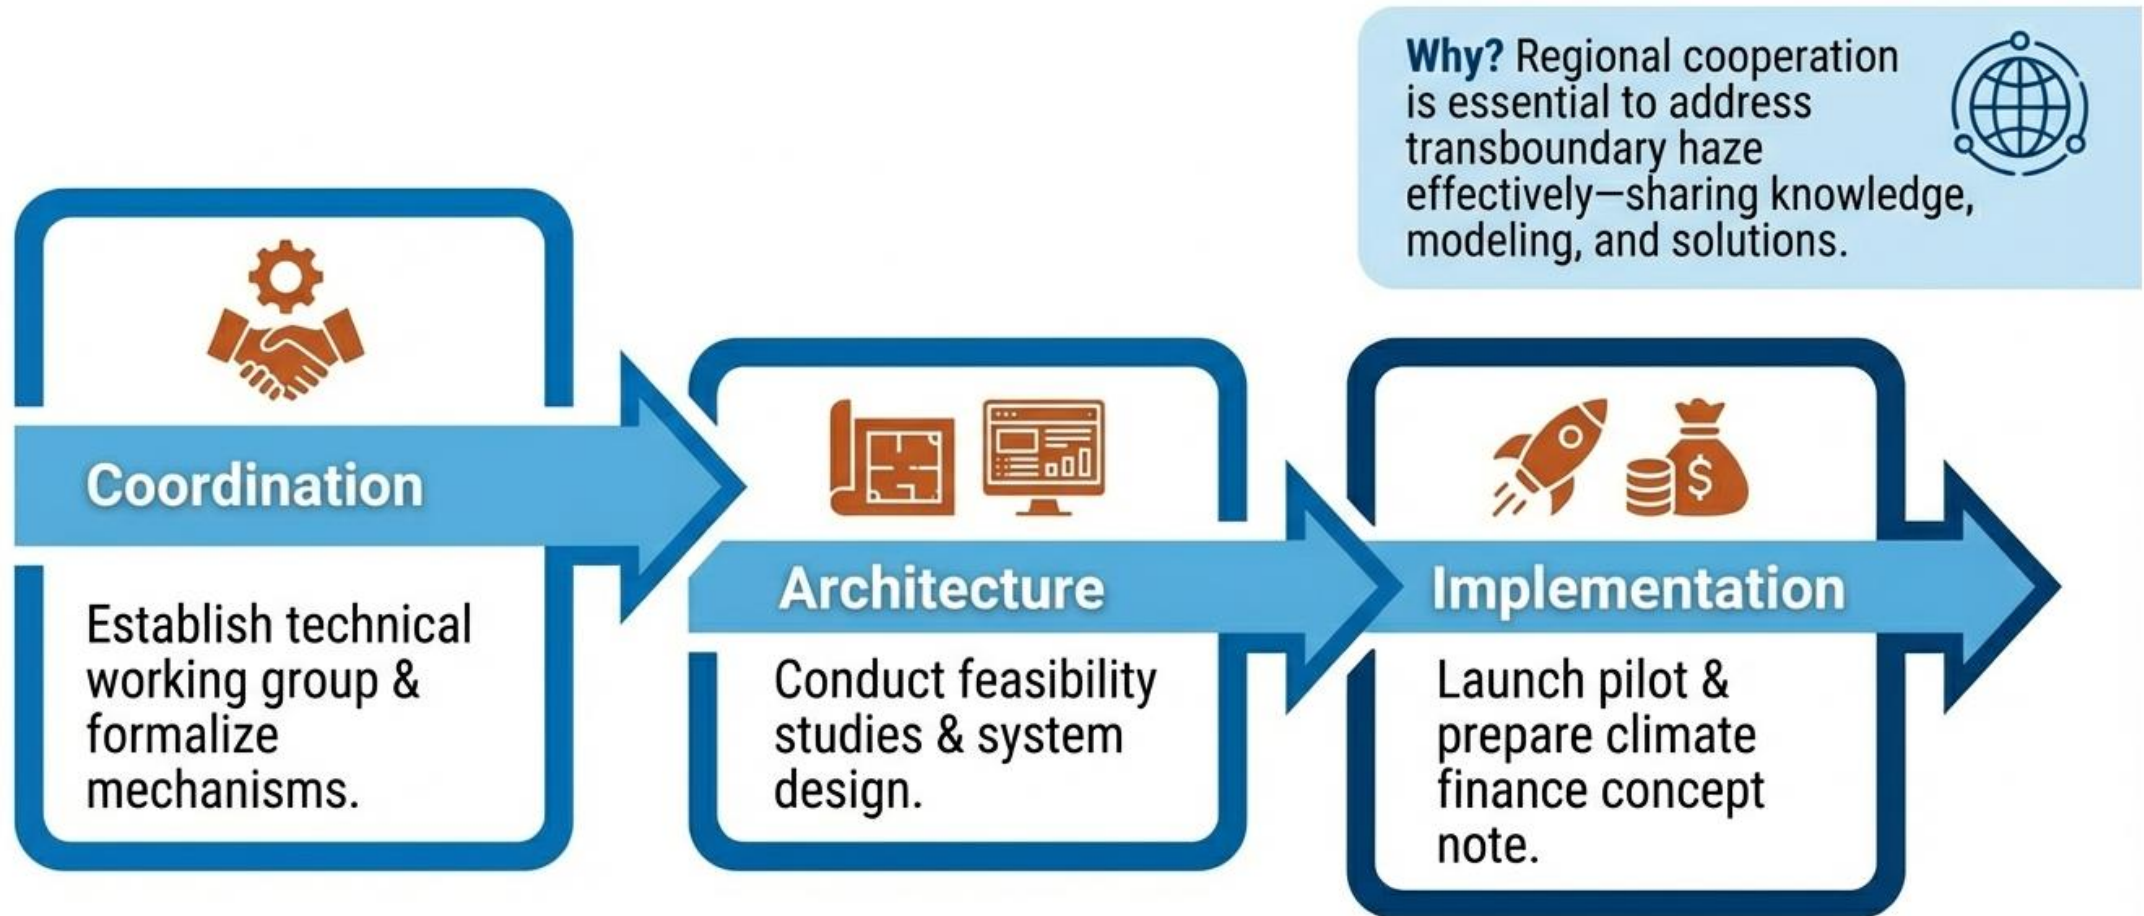 Why? Regional cooperation
is essential to address
transboundary haze
effectively—sharing knowledge,
modeling, and solutions.
Coordination
Establish technical
working group &
formalize
mechanisms.
Architecture
Conduct feasibility
studies & system
design.
Implementation
$
Launch pilot &
prepare climate
finance concept
note.